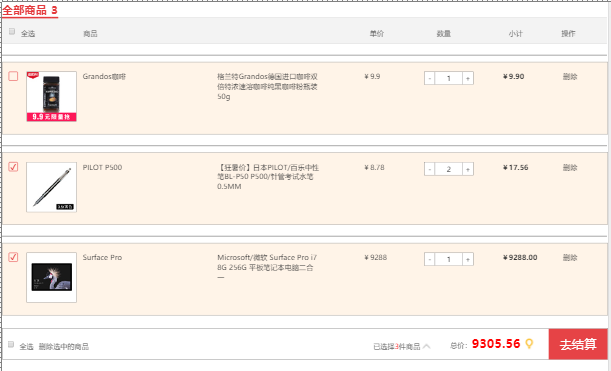 全部商品 3
全选 商品 单价 数量 小计 操作
Grandos咖啡 格兰特Grandos德国进口咖啡双 ¥ 9.9 - 1 + ¥ 9.90 删除
倍特浓速溶咖啡纯黑咖啡粉瓶装
50g
9.9元限量抢
PILOT P500 【狂暑价】日本PILOT/百乐中性 ¥ 8.78 - 2 + ¥ 17.56 删除
笔BL-P50 P500/针管考试水笔
0.5MM
Surface Pro Microsoft/微软 Surface Pro i7 ¥ 9288 - 1 + ¥ 9288.00 删除
8G 256G 平板笔记本电脑二合
一
全选 删除选中的商品 已选择3件商品 总价: 9305.56 去结算